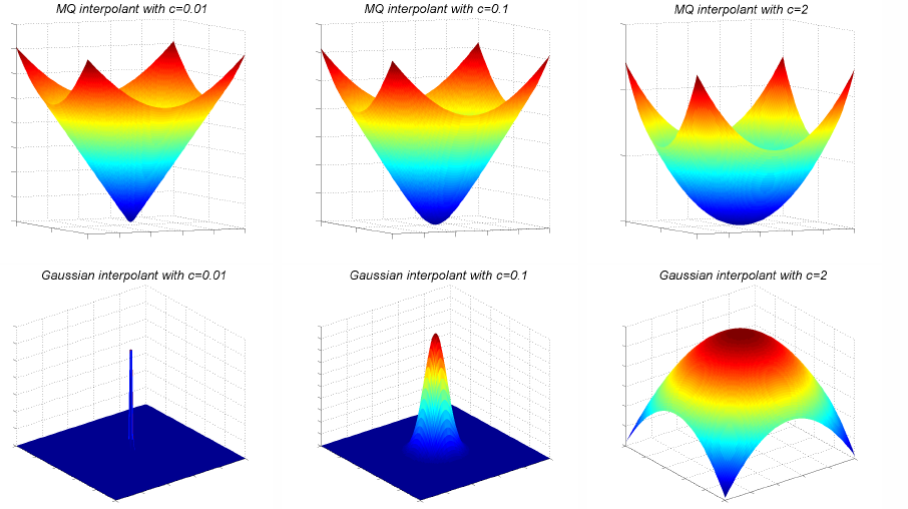 MQ interpolant with c=0.01
MQ interpolant with c=0.1
MQ interpolant with c=2
Gaussian interpolant with c=0.01
Gaussian interpolant with c=0.1
Gaussian interpolant with c=2